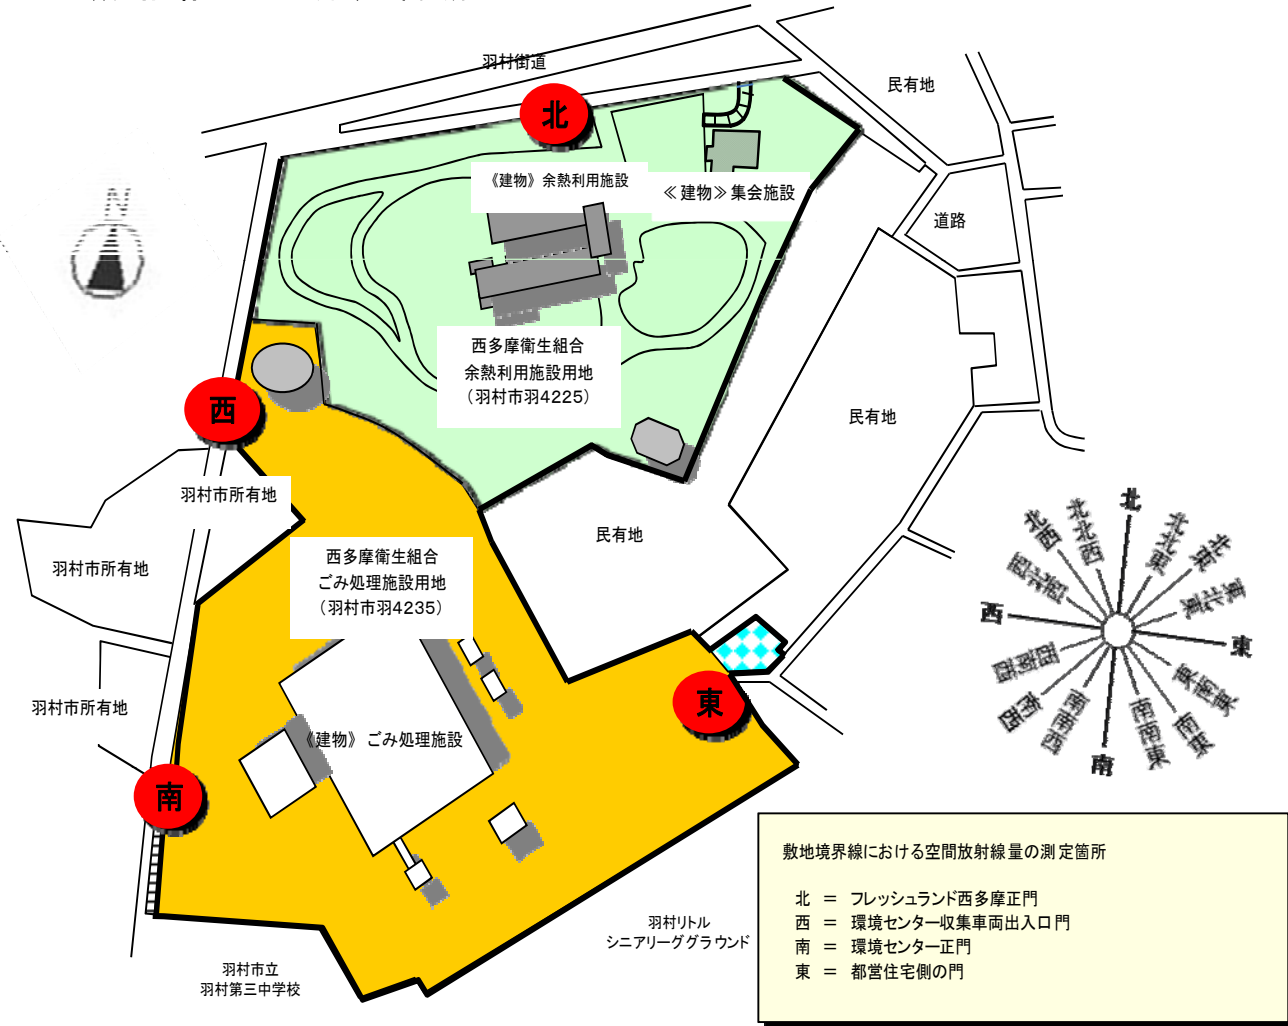 羽村街道
民有地
北
《建物》余熱利用施設
≪建物≫集会施設
N
道路
西多摩衛生組合
余熱利用施設用地
（羽村市羽4225）
西
民有地
羽村市所有地
民有地
西多摩衛生組合
ごみ処理施設用地
（羽村市羽4235）
羽村市所有地
北
北北西
北北東
北西
北東
西北西
東北東
西
東
西南西
東南東
南西
南東
南南西
南南東
南
東
羽村市所有地
《建物》ごみ処理施設
南
敷地境界線における空間放射線量の測定箇所
北 ＝ フレッシュランド西多摩正門
西 ＝ 環境センター収集車両出入口門
南 ＝ 環境センター正門
東 ＝ 都営住宅側の門
羽村リトル
シニアリーググラウンド
羽村市立
羽村第三中学校